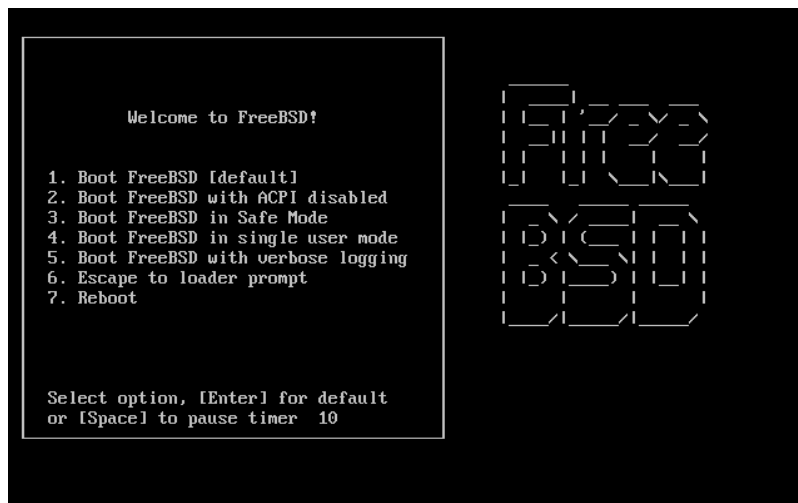 Welcome to FreeBSD!
1. Boot FreeBSD [default]
2. Boot FreeBSD with ACPI disabled
3. Boot FreeBSD in Safe Mode
4. Boot FreeBSD in single user mode
5. Boot FreeBSD with verbose logging
6. Escape to loader prompt
7. Reboot
Select option, [Enter] for default
or [Space] to pause timer 10
Free
BSD